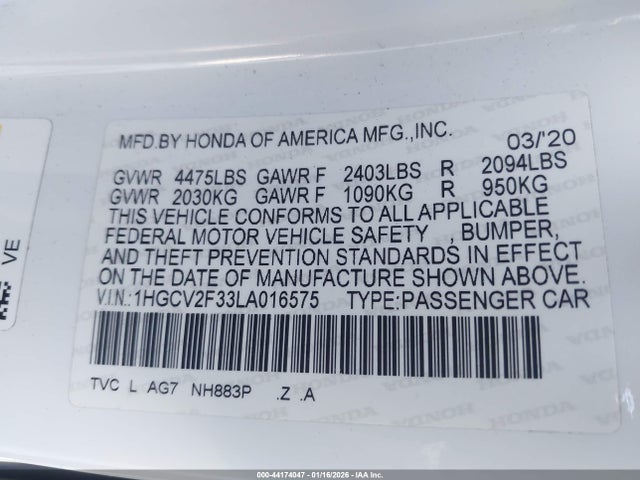 MFD.BY HONDA OF AMERICA MFG.,INC. 03/'20
GVWR 4475LBS GAWR F 2403LBS R 2094LBS
GVWR 2030KG GAWR F 1090KG R 950KG
THIS VEHICLE CONFORMS TO ALL APPLICABLE
FEDERAL MOTOR VEHICLE SAFETY , BUMPER,
AND THEFT PREVENTION STANDARDS IN EFFECT
ON THE DATE OF MANUFACTURE SHOWN ABOVE.
V.I.N.:1HGCV2F33LA016575 TYPE:PASSENGER CAR
TVC L AG7 NH883P .Z .A
VE
000-44174047 - 01/16/2026 - IAA Inc.